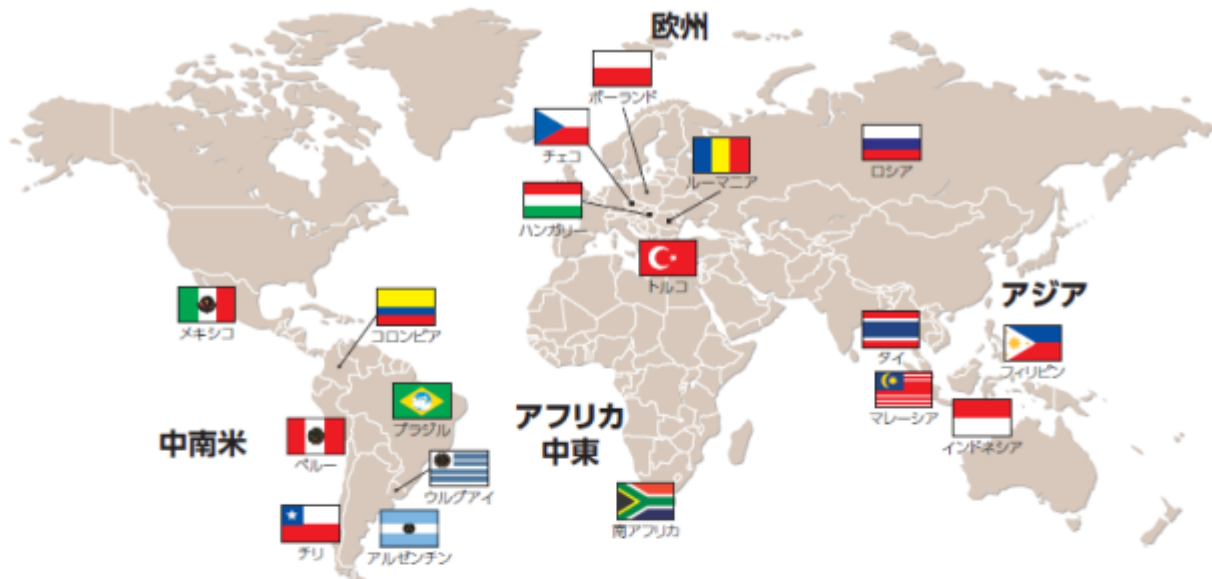 欧州
ポーランド
チェコ
ルーマニア
ロシア
ハンガリー
トルコ
アジア
メキシコ
コロンビア
タイ
フィリピン
マレーシア
ブラジル
アフリカ
中東
インドネシア
中南米
ペルー
ウルグアイ
南アフリカ
チリ
アルゼンチン